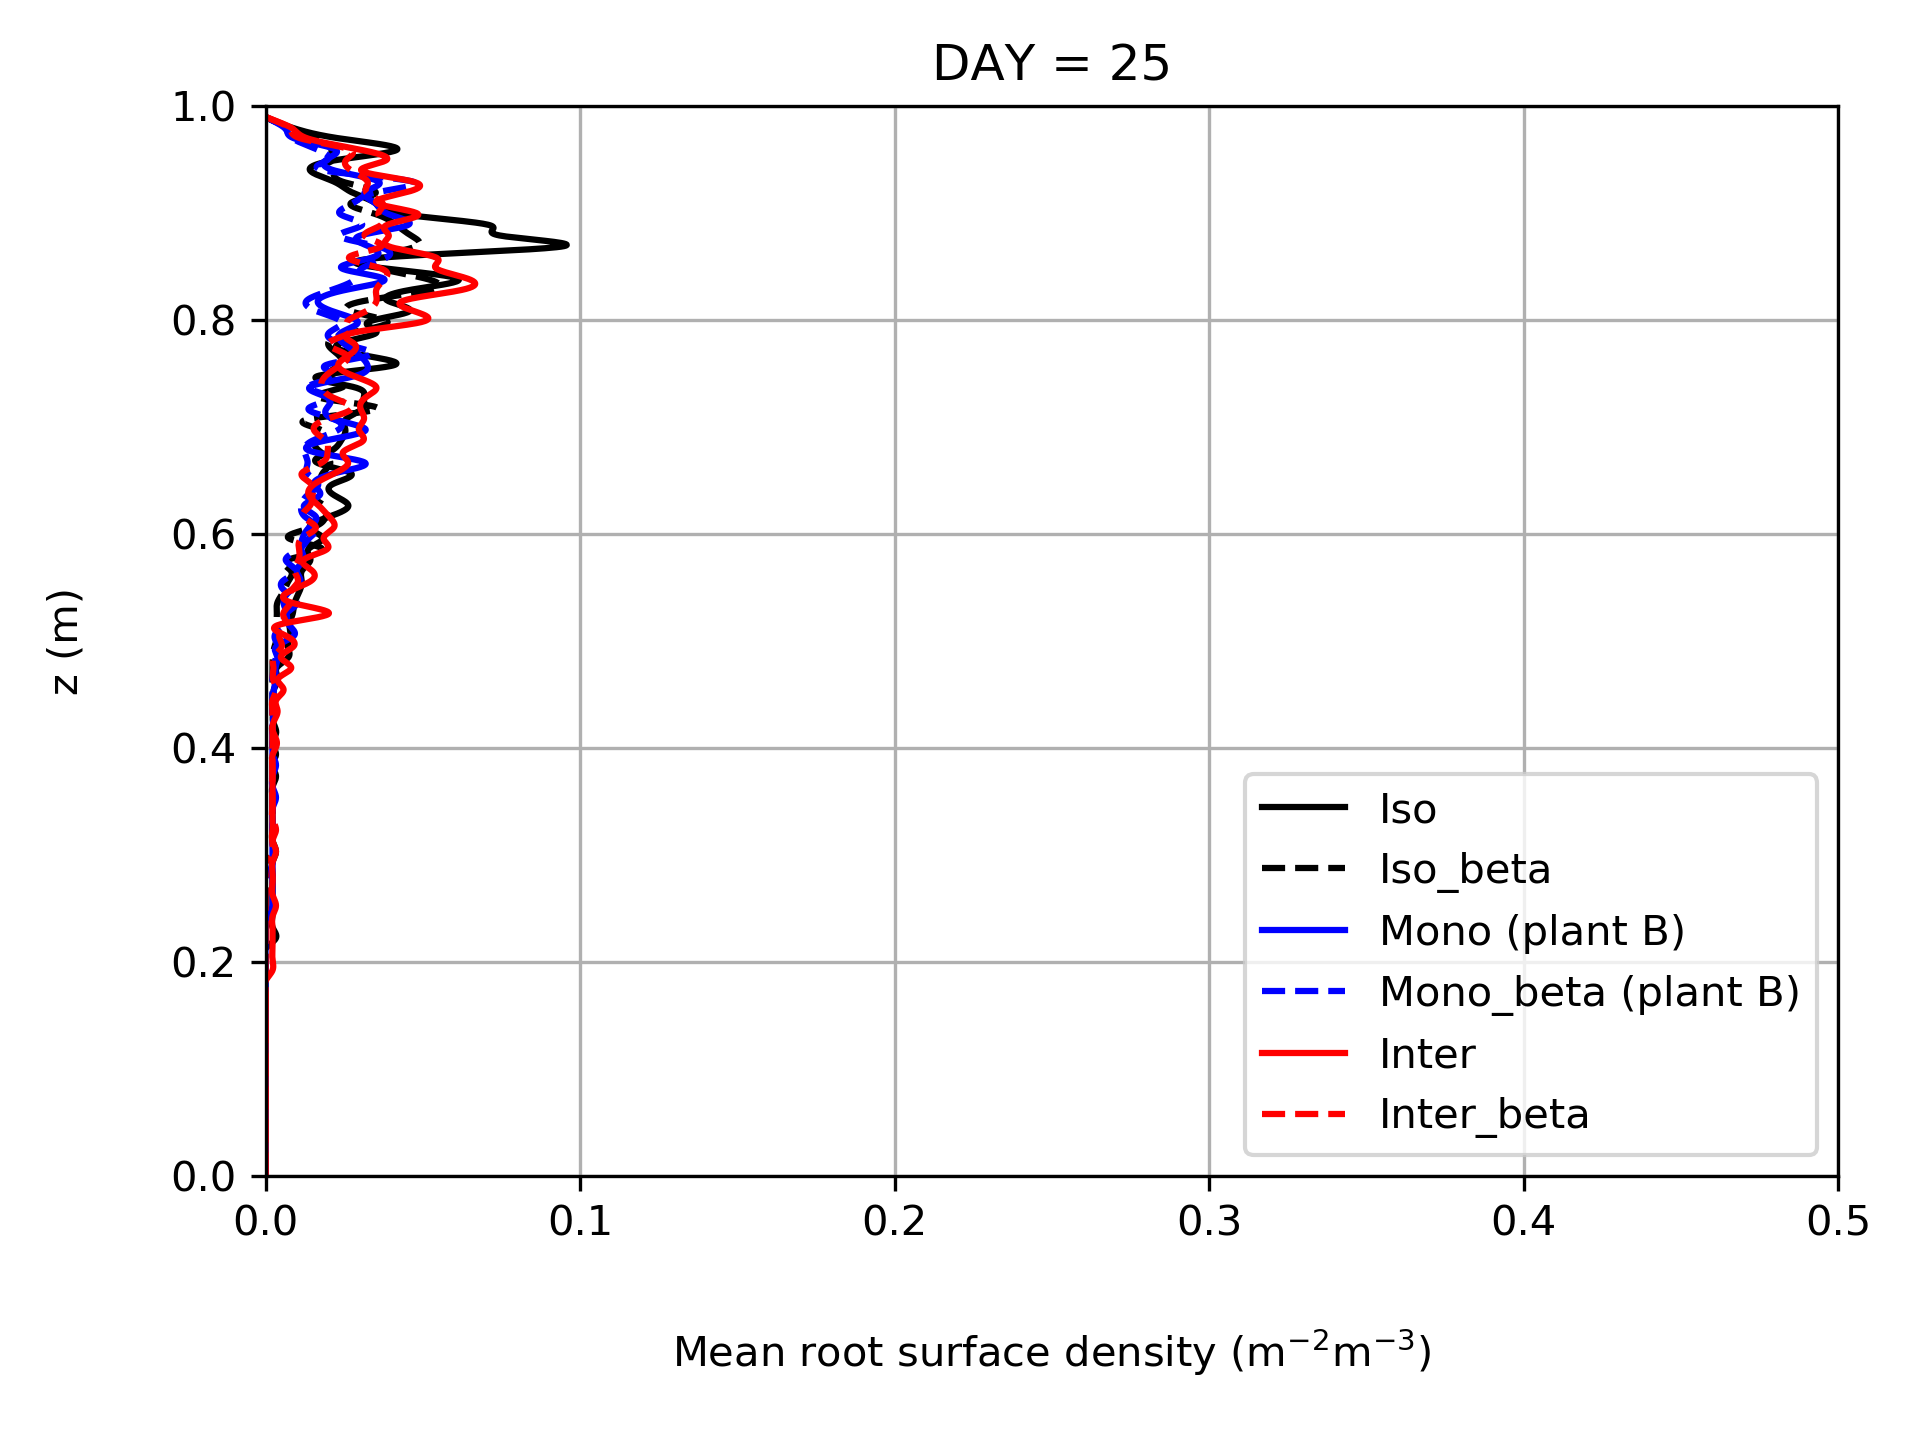 DAY = 25
1.0
0.8
0.6
0.4
0.2
0.0
z (m)
0.0 0.1 0.2 0.3 0.4 0.5
Mean root surface density (m⁻²m⁻³)
Iso
Iso_beta
Mono (plant B)
Mono_beta (plant B)
Inter
Inter_beta